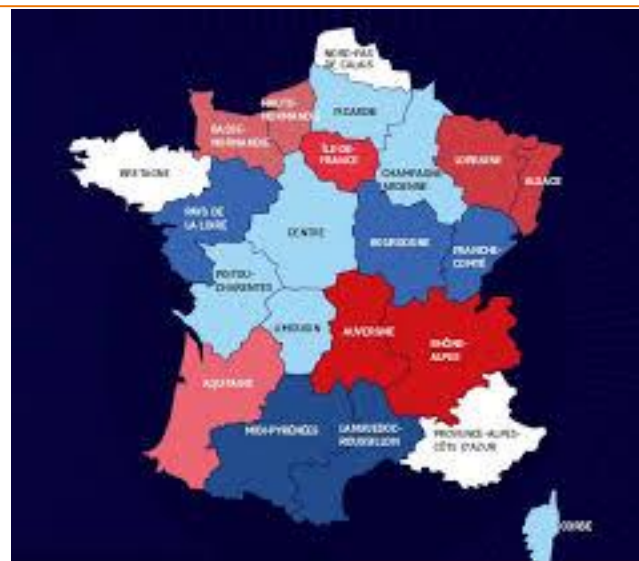 NORD-PAS
DE CALAIS
HAUTE-
NORMANDIE
PICARDIE
BASSE-
NORMANDIE
ÎLE-DE-
FRANCE
LORRAINE
ALSACE
CHAMPAGNE
ARDENNE
BRETAGNE
PAYS DE
LA LOIRE
CENTRE
BOURGOGNE
FRANCHE-
COMTÉ
POITOU-
CHARENTES
LIMOUSIN
AUVERGNE
RHÔNE-
ALPES
AQUITAINE
MIDI-PYRÉNÉES
LANGUEDOC-
ROUSSILLON
PROVENCE-ALPES-
CÔTE D'AZUR
CORSE